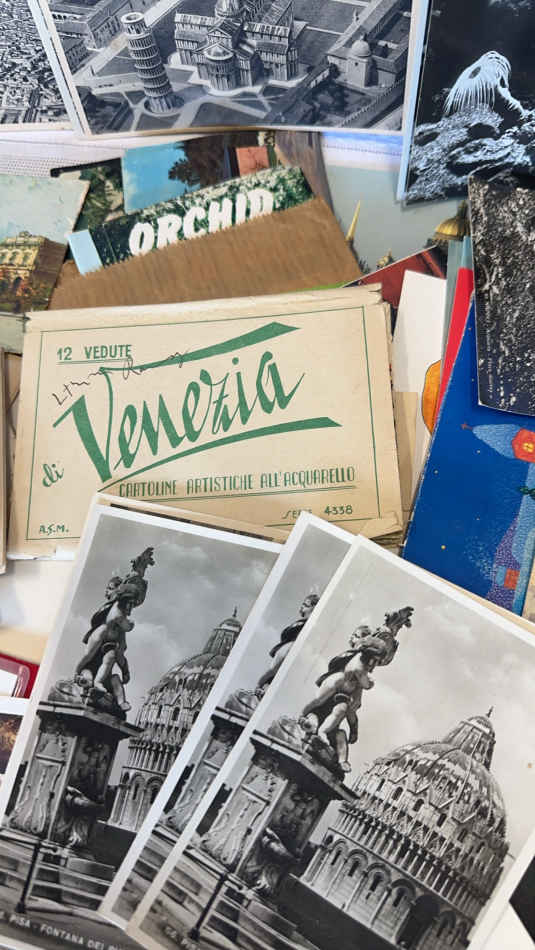 ORCHID
12 VEDUTE
di Venezia
CARTOLINE ARTISTICHE ALL'ACQUARELLO
A.G.M.
SERIE 4338
PISA - FONTANA DEI